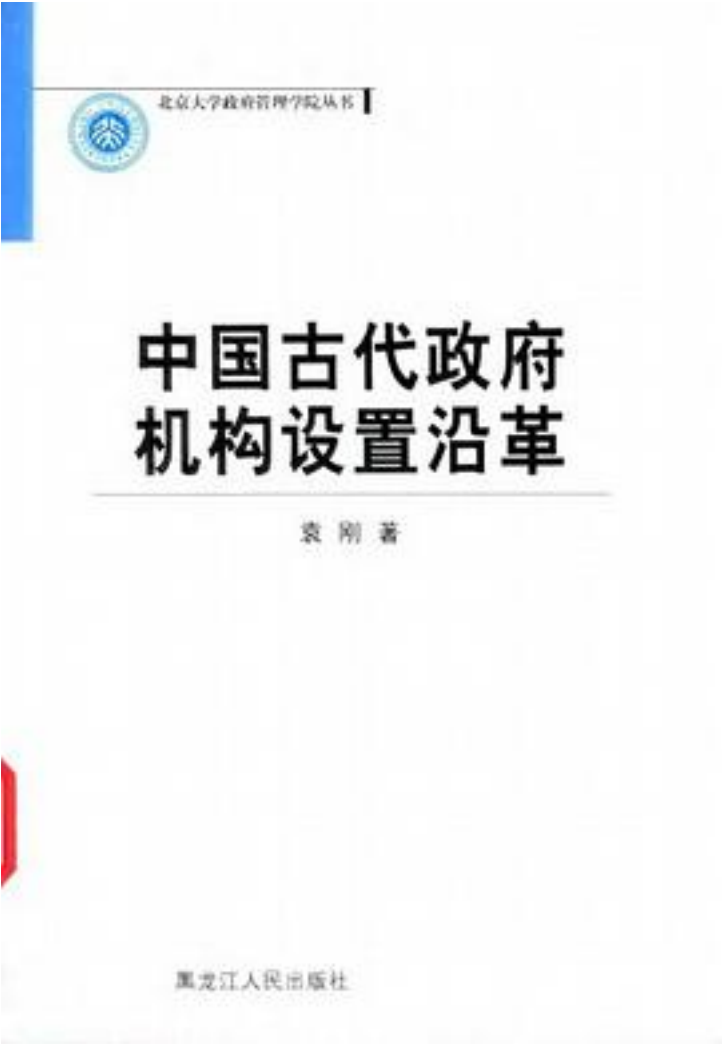 北京大学政府管理学院丛书
中国古代政府
机构设置沿革
袁刚著
黑龙江人民出版社